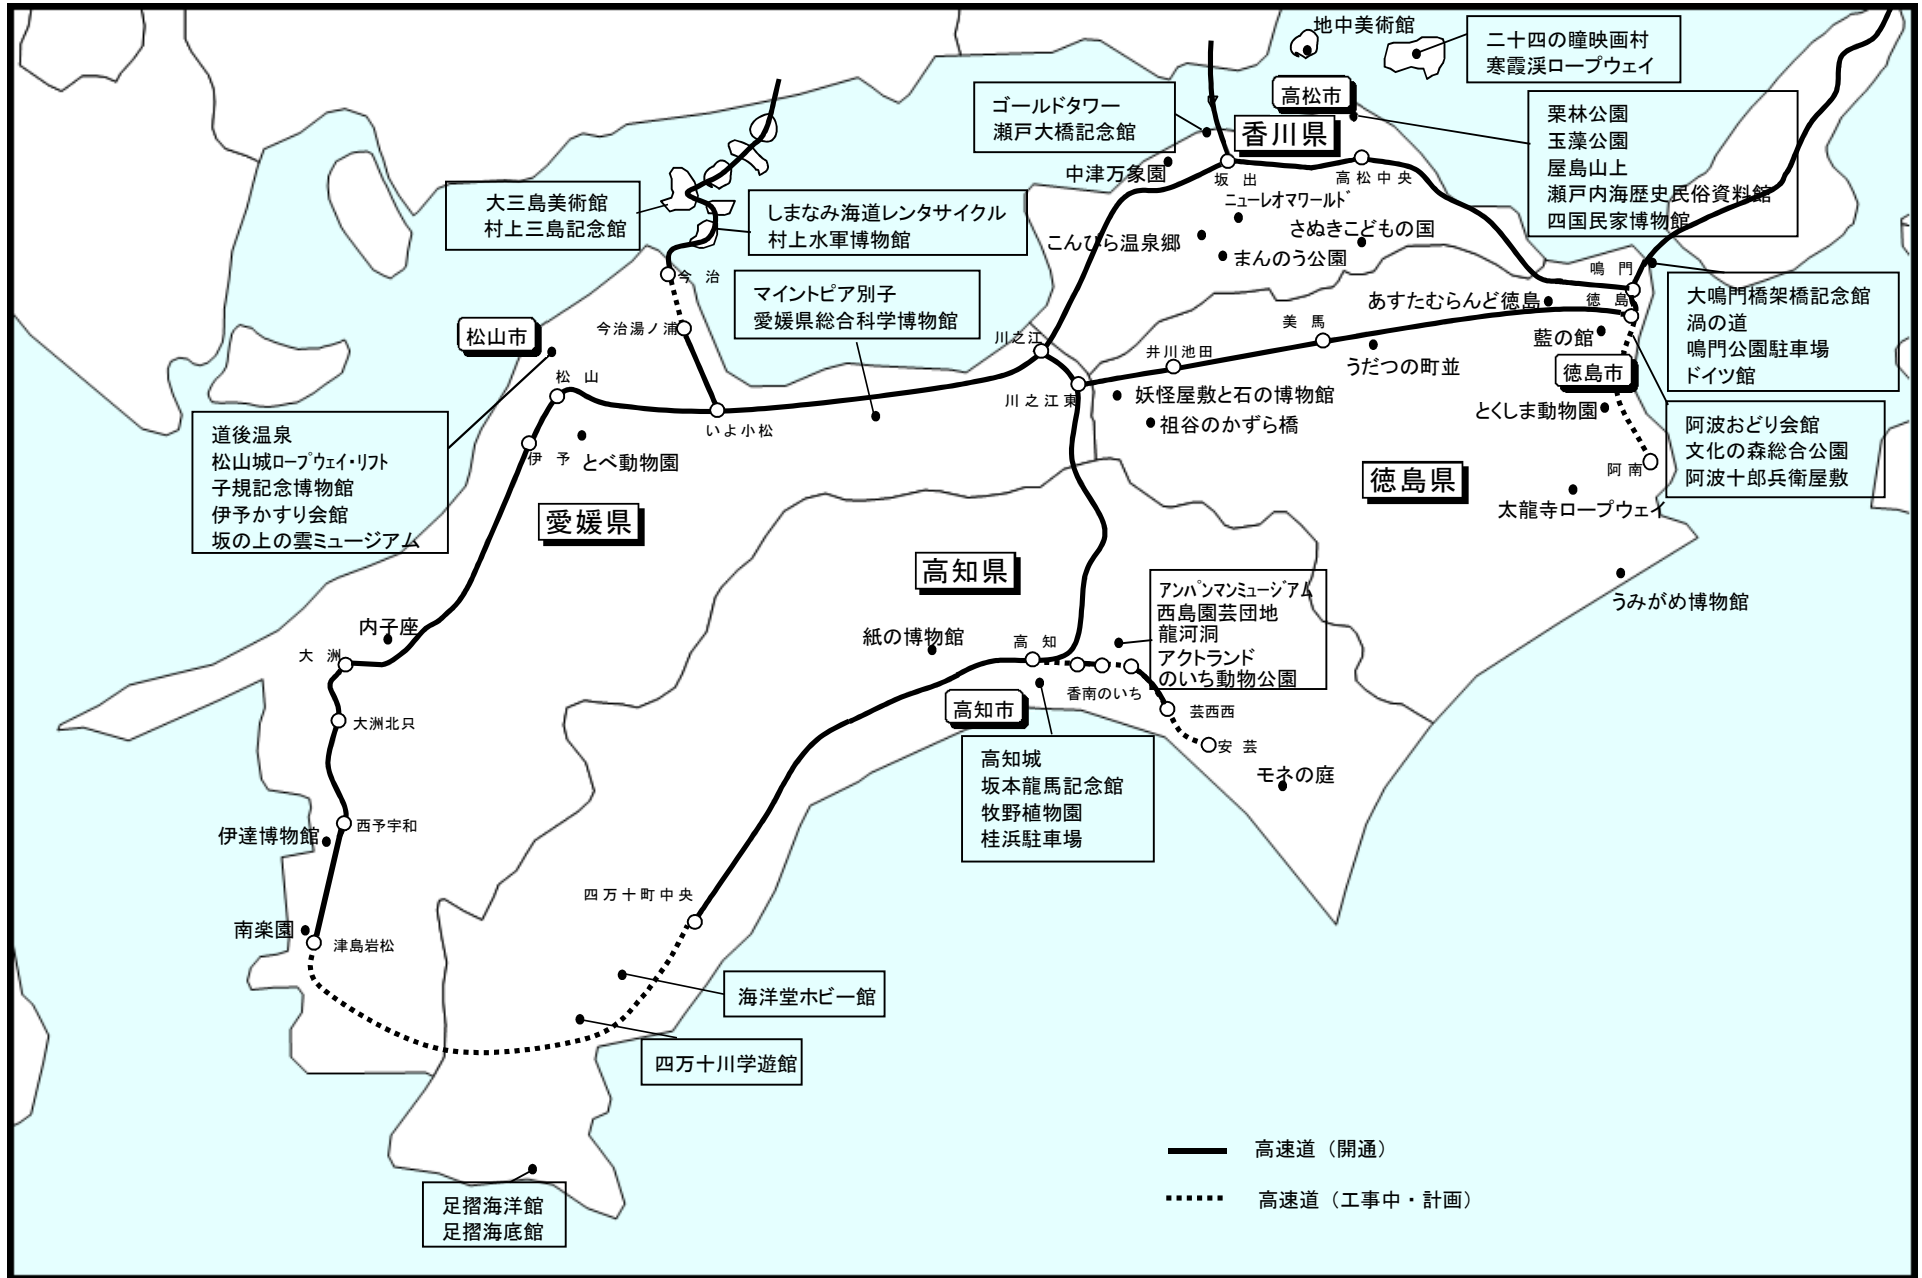 地中美術館
二十四の瞳映画村
寒霞渓ロープウェイ
高松市
ゴールドタワー
瀬戸大橋記念館
香川県
栗林公園
玉藻公園
屋島山上
瀬戸内海歴史民俗資料館
四国民家博物館
中津万象園
坂出
高松中央
ニューレオマワールド
さぬきこどもの国
こんぴら温泉郷
まんのう公園
大三島美術館
村上三島記念館
しまなみ海道レンタサイクル
村上水軍博物館
今治
今治湯ノ浦
マイントピア別子
愛媛県総合科学博物館
鳴門
徳島
あすたむらんど徳島
藍の館
大鳴門橋架橋記念館
渦の道
鳴門公園駐車場
ドイツ館
松山市
松山
川之江
川之江東
井川池田
美馬
うだつの町並
徳島市
とくしま動物園
妖怪屋敷と石の博物館
祖谷のかずら橋
いよ小松
道後温泉
松山城ロープウェイ・リフト
子規記念博物館
伊予かすり会館
坂の上の雲ミュージアム
伊予
とべ動物園
愛媛県
徳島県
阿南
阿波おどり会館
文化の森総合公園
阿波十郎兵衛屋敷
太龍寺ロープウェイ
高知県
うみがめ博物館
アンパンマンミュージアム
西島園芸団地
龍河洞
アクトランド
のいち動物公園
内子座
大洲
紙の博物館
高知
香南のいち
高知市
芸西西
安芸
モネの庭
大洲北只
高知城
坂本龍馬記念館
牧野植物園
桂浜駐車場
西予宇和
伊達博物館
四万十町中央
南楽園
津島岩松
海洋堂ホビー館
四万十川学遊館
足摺海洋館
足摺海底館
高速道（開通）
高速道（工事中・計画）